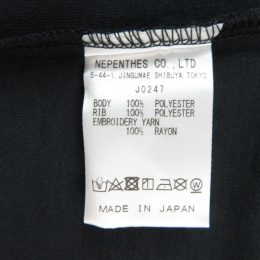 NEPENTHES CO.,LTD.
5-44-1,JINGUMAE SHIBUYA,TOKYO
J0247
BODY 100% POLYESTER
RIB 100% POLYESTER
EMBROIDERY YARN
100% RAYON
MADE IN JAPAN